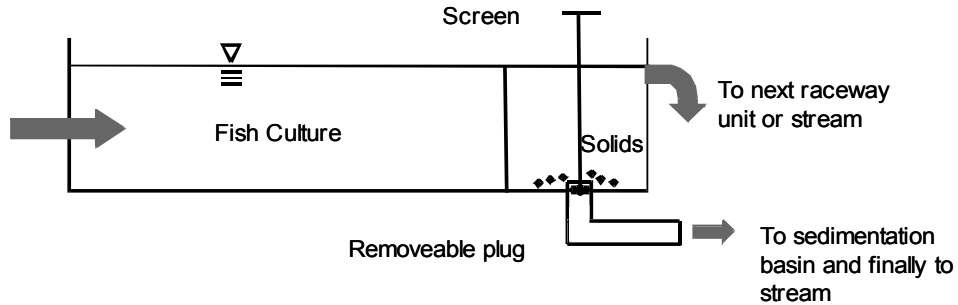 Screen
To next raceway
unit or stream
Fish Culture
Solids
Removeable plug
To sedimentation
basin and finally to
stream